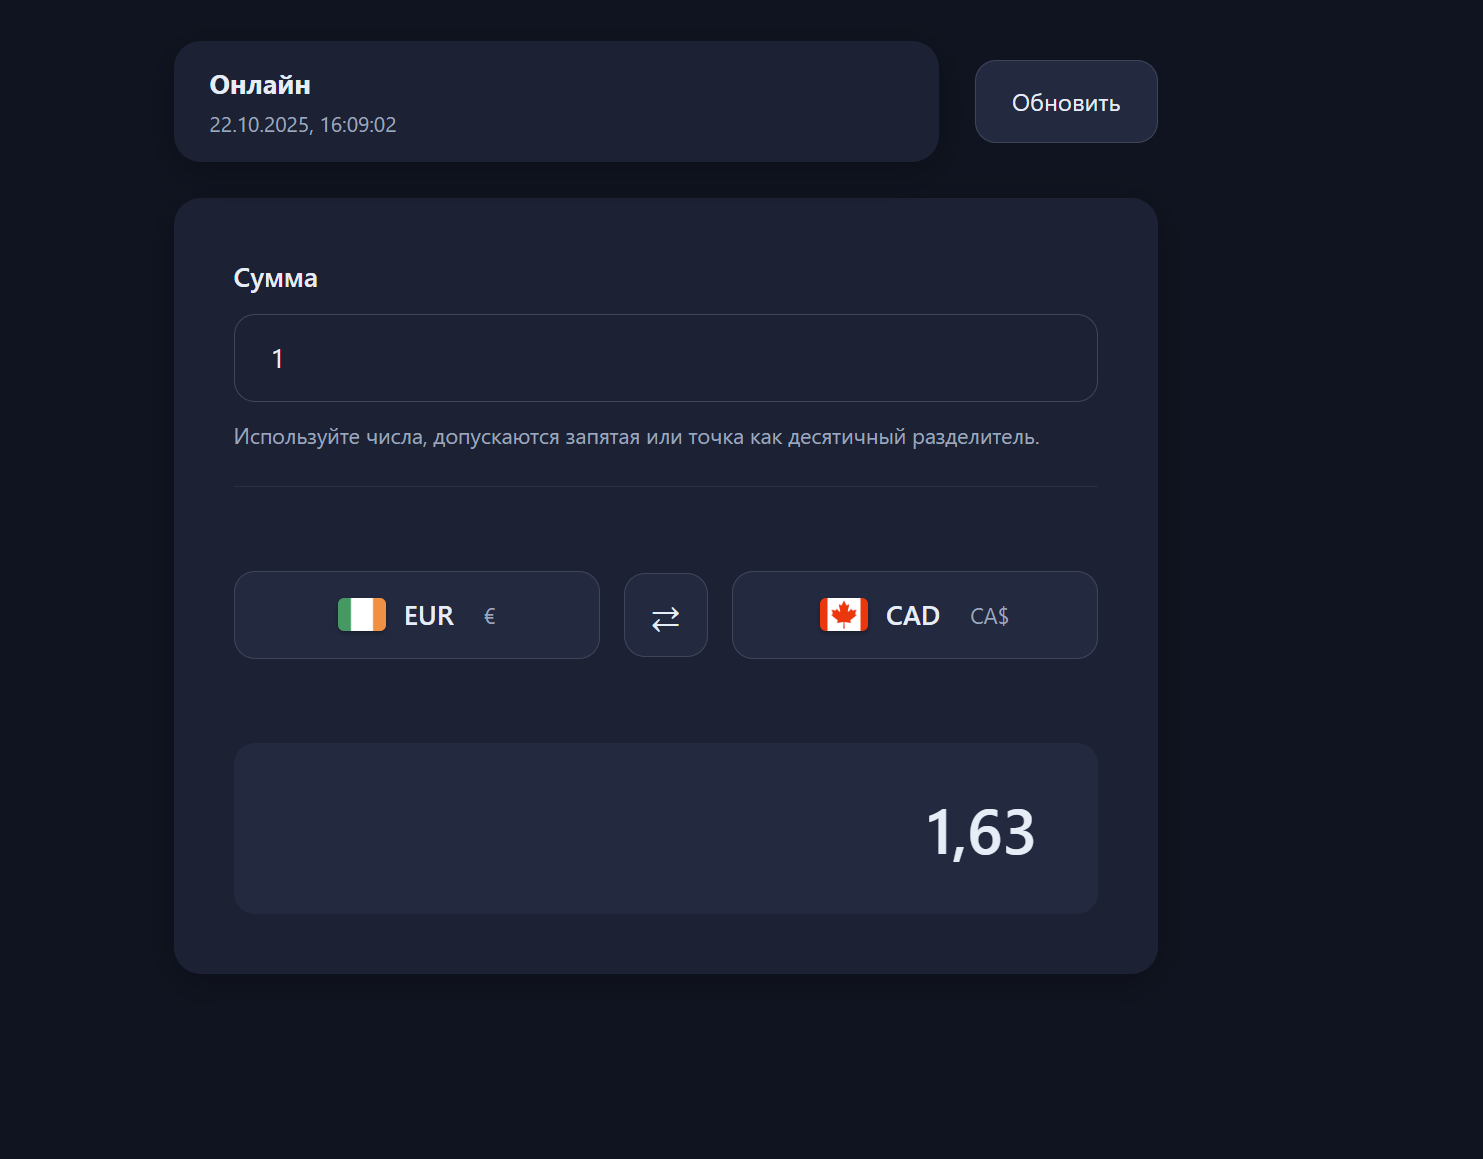 Онлайн
22.10.2025, 16:09:02
Обновить
Сумма
1
Используйте числа, допускаются запятая или точка как десятичный разделитель.
EUR €
CAD CA$
1,63